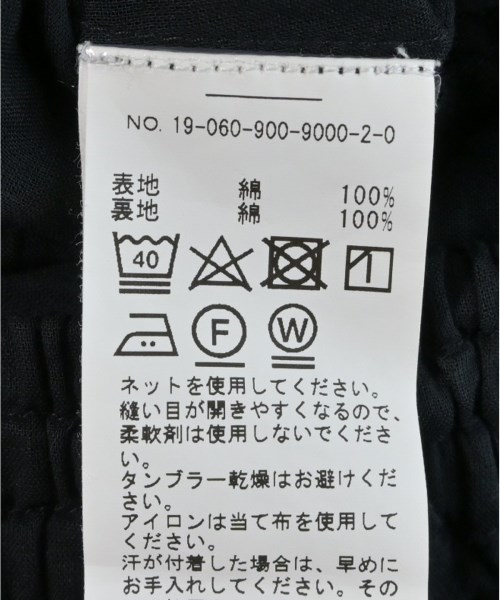 NO. 19-060-900-9000-2-0
表地 綿 100%
裏地 綿 100%
40
F W
ネットを使用してください。
縫い目が開きやすくなるので、
柔軟剤は使用しないでくださ
い。
タンブラー乾燥はお避けくだ
さい。
アイロンは当て布を使用して
ください。
汗が付着した場合は、早めに
お手入れしてください。その